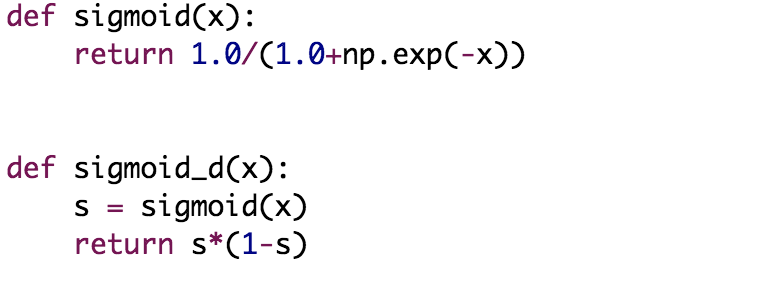 def sigmoid(x):
    return 1.0/(1.0+np.exp(-x))
def sigmoid_d(x):
    s = sigmoid(x)
    return s*(1-s)